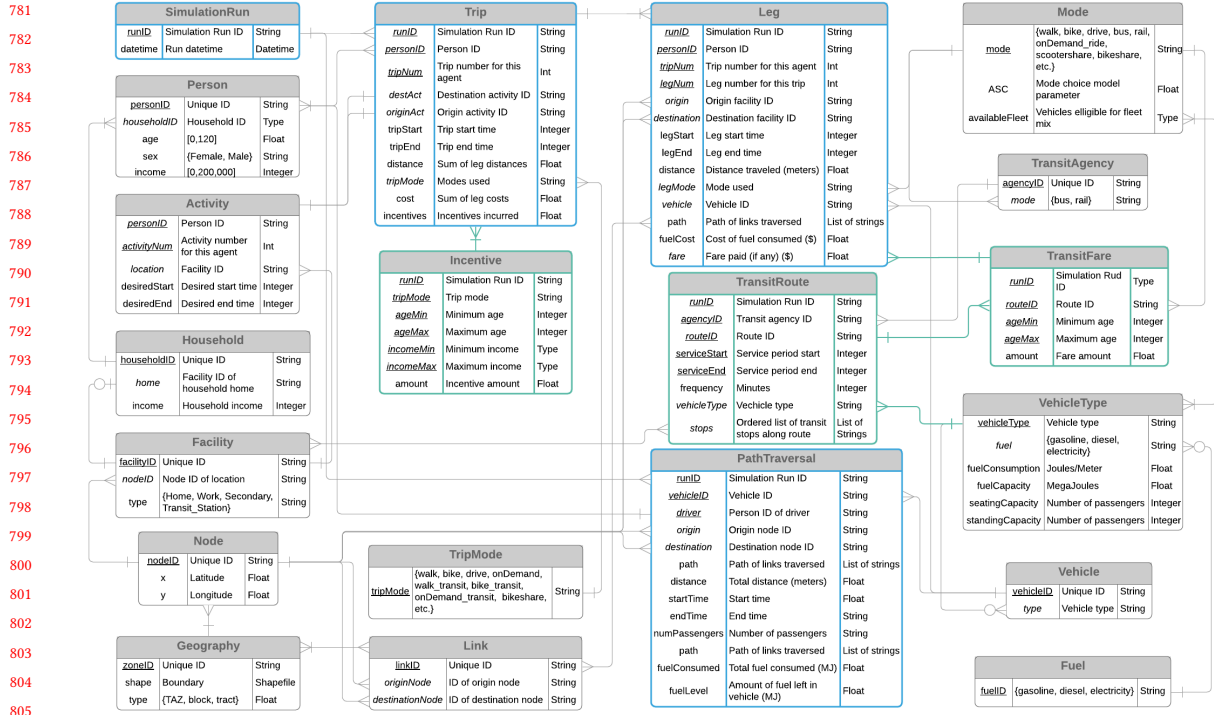 781
782
783
784
785
786
787
788
789
790
791
792
793
794
795
796
797
798
799
800
801
802
803
804
805
SimulationRun
runID Simulation Run ID String
datetime Run datetime Datetime
Person
personID Unique ID String
householdID Household ID Type
age [0,120] Float
sex {Female, Male} String
income [0,200,000] Integer
Activity
personID Person ID String
activityNum Activity number
for this agent Int
location Facility ID String
desiredStart Desired start time Integer
desiredEnd Desired end time Integer
Household
householdID Unique ID String
home Facility ID of
household home String
income Household income Integer
Facility
facilityID Unique ID String
nodeID Node ID of location String
type {Home, Work, Secondary,
Transit_Station} String
Node
nodeID Unique ID String
x Latitude Float
y Longitude Float
Geography
zoneID Unique ID String
shape Boundary Shapefile
type {TAZ, block, tract} Float
Trip
runID Simulation Run ID String
personID Person ID String
tripNum Trip number for this
agent Int
destAct Destination activity ID String
originAct Origin activity ID String
tripStart Trip start time Integer
tripEnd Trip end time Integer
distance Sum of leg distances Float
tripMode Modes used String
cost Sum of leg costs Float
incentives Incentives incurred Float
Incentive
runID Simulation Run ID String
tripMode Trip mode String
ageMin Minimum age Integer
ageMax Maximum age Integer
incomeMin Minimum income Type
incomeMax Maximum income Type
amount Incentive amount Float
TripMode
tripMode {walk, bike, drive, onDemand,
walk_transit, bike_transit,
onDemand_transit, bikeshare,
etc.} String
Link
linkID Unique ID String
originNode ID of origin node String
destinationNode ID of destination node String
Leg
runID Simulation Run ID String
personID Person ID String
tripNum Trip number for this agent Int
legNum Leg number for this trip Int
origin Origin facility ID String
destination Destination facility ID String
legStart Leg start time Integer
legEnd Leg end time Integer
distance Distance traveled (meters) Float
legMode Mode used String
vehicle Vehicle ID String
path Path of links traversed List of strings
fuelCost Cost of fuel consumed ($) Float
fare Fare paid (if any) ($) Float
TransitRoute
runID Simulation Run ID String
agencyID Transit agency ID String
routeID Route ID String
serviceStart Service period start Integer
serviceEnd Service period end Integer
frequency Minutes Integer
vehicleType Vechicle type String
stops Ordered list of transit
stops along route List of
Strings
PathTraversal
runID Simulation Run ID String
vehicleID Vehicle ID String
driver Person ID of driver String
origin Origin node ID String
destination Destination node ID String
path Path of links traversed List of strings
distance Total distance (meters) Float
startTime Start time Float
endTime End time String
numPassengers Number of passengers String
path Path of links traversed List of strings
fuelConsumed Total fuel consumed (MJ) Float
fuelLevel Amount of fuel left in
vehicle (MJ) Float
Mode
mode {walk, bike, drive, bus, rail,
onDemand_ride,
scootershare, bikeshare,
etc.} String
ASC Mode choice model
parameter Float
availableFleet Vehicles elligible for fleet
mix Type
TransitAgency
agencyID Unique ID String
mode {bus, rail} String
TransitFare
runID Simulation Run
ID Type
routeID Route ID String
ageMin Minimum age Integer
ageMax Maximum age Integer
amount Fare amount Float
VehicleType
vehicleType Vehicle type String
fuel {gasoline, diesel,
electricity} String
fuelConsumption Joules/Meter Float
fuelCapacity MegaJoules Float
seatingCapacity Number of passengers Integer
standingCapacity Number of passengers Integer
Vehicle
vehicleID Unique ID String
type Vehicle type String
Fuel
fuelID {gasoline, diesel, electricity} String